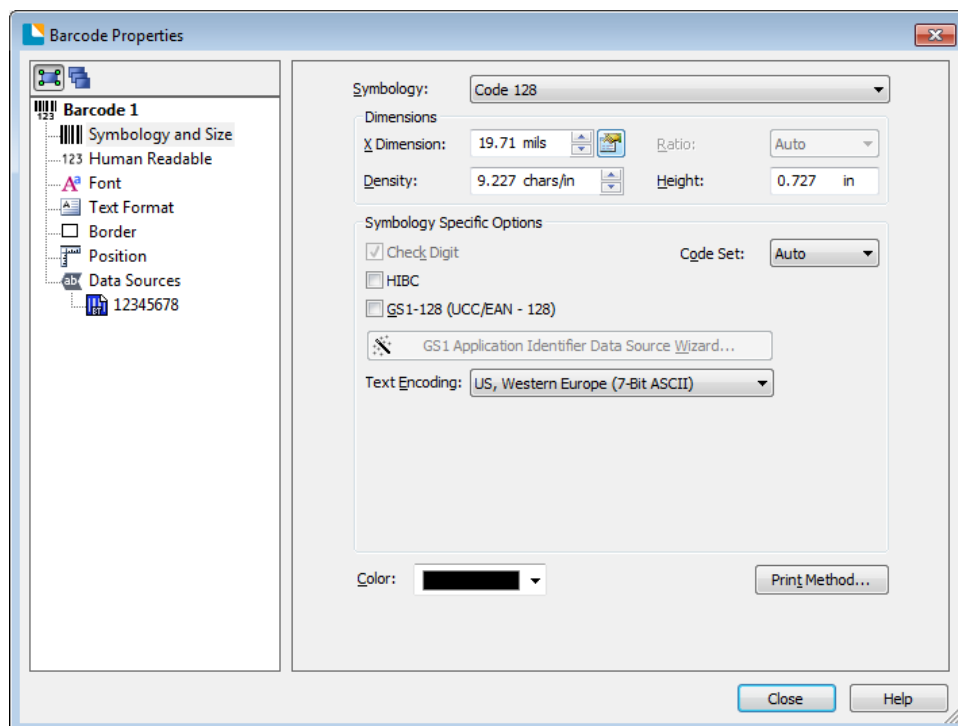 Barcode Properties
Barcode 1
Symbology and Size
123 Human Readable
Font
Text Format
Border
Position
Data Sources
12345678
Symbology: Code 128
Dimensions
X Dimension: 19.71 mils Ratio: Auto
Density: 9.227 chars/in Height: 0.727 in
Symbology Specific Options
Check Digit Code Set: Auto
HIBC
GS1-128 (UCC/EAN - 128)
GS1 Application Identifier Data Source Wizard...
Text Encoding: US, Western Europe (7-Bit ASCII)
Color: Print Method...
Close Help